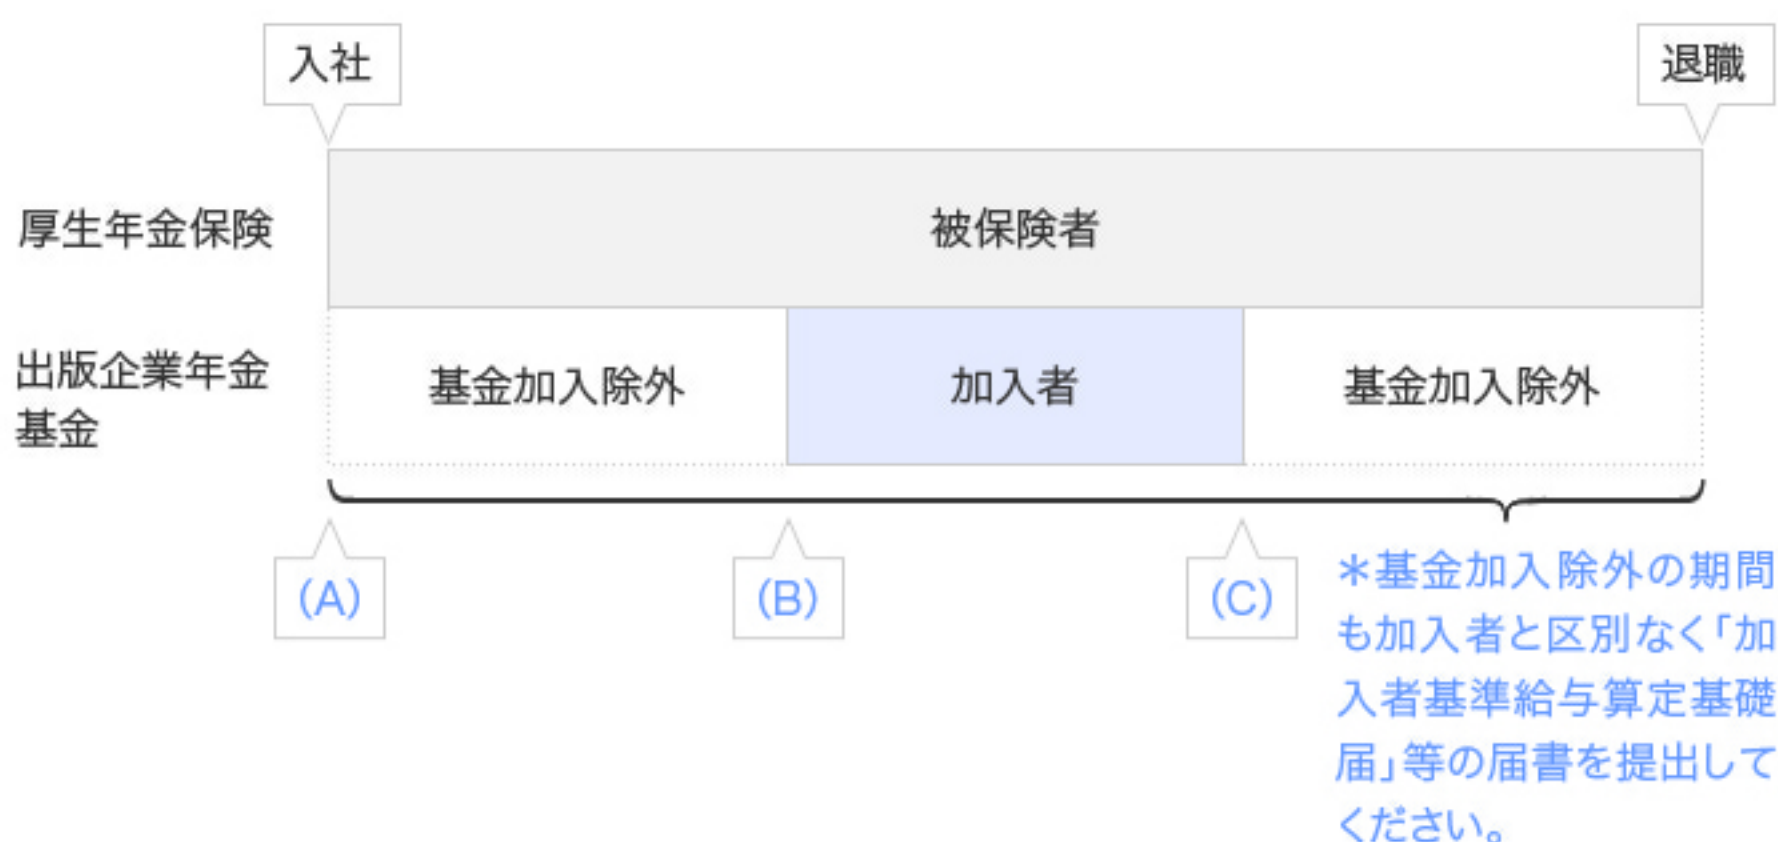 入社
退職
厚生年金保険
被保険者
出版企業年金
基金
基金加入除外
加入者
基金加入除外
(A)
(B)
(C)
＊基金加入除外の期間
も加入者と区別なく「加
入者基準給与算定基礎
届」等の届書を提出して
ください。